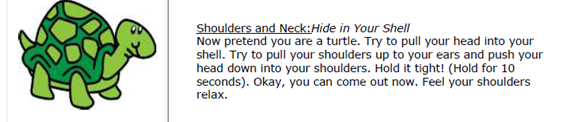 Shoulders and Neck:Hide in Your Shell
Now pretend you are a turtle. Try to pull your head into your
shell. Try to pull your shoulders up to your ears and push your
head down into your shoulders. Hold it tight! (Hold for 10
seconds). Okay, you can come out now. Feel your shoulders
relax.